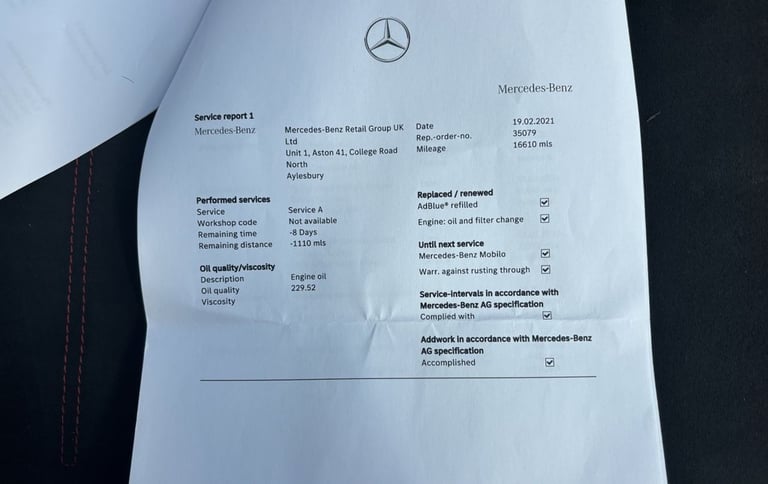 Mercedes-Benz
Service report 1
Mercedes-Benz
Mercedes-Benz Retail Group UK
Ltd
Unit 1, Aston 41, College Road
North
Aylesbury
Date 19.02.2021
Rep.-order-no. 35079
Mileage 16610 mls
Performed services
Service Service A
Workshop code Not available
Remaining time -8 Days
Remaining distance -1110 mls
Oil quality/viscosity
Description Engine oil
Oil quality 229.52
Viscosity
Replaced / renewed
AdBlue® refilled
Engine: oil and filter change
Until next service
Mercedes-Benz Mobilo
Warr. against rusting through
Service-intervals in accordance with
Mercedes-Benz AG specification
Complied with
Addwork in accordance with Mercedes-Benz
AG specification
Accomplished